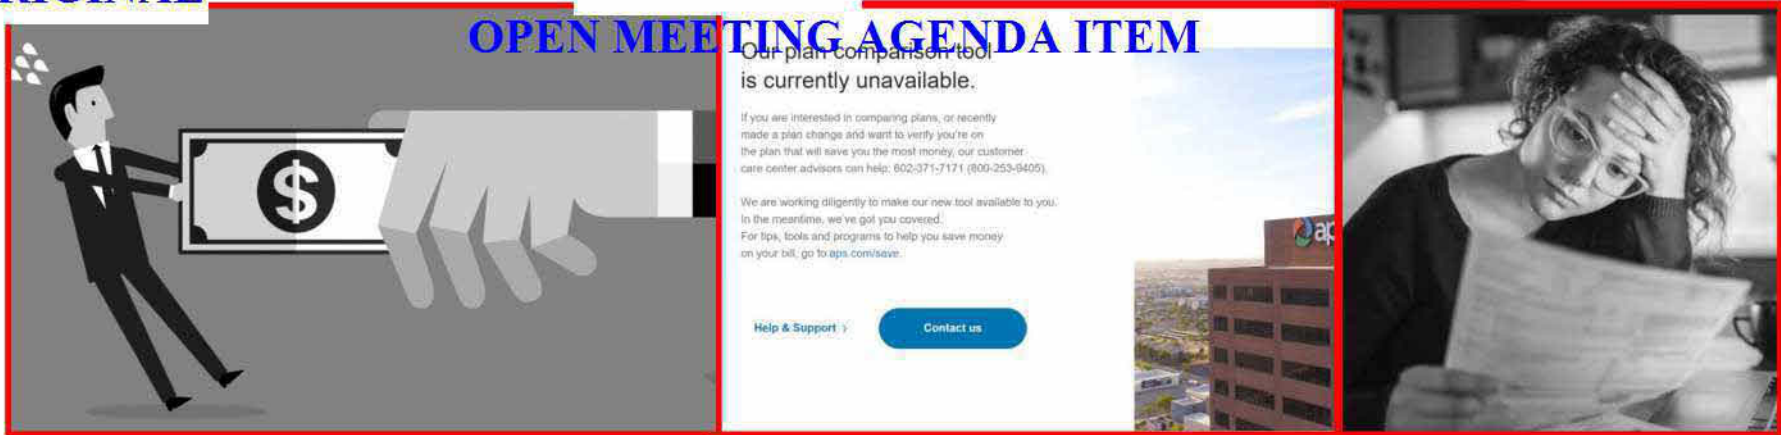 RIGINAL
OPEN MEETING AGENDA ITEM
Our plan comparison tool
is currently unavailable.
If you are interested in comparing plans, or recently
made a plan change and want to verify you're on
the plan that will save you the most money, our customer
care center advisors can help: 602-371-7171 (800-253-9405).
We are working diligently to make our new tool available to you.
In the meantime, we've got you covered.
For tips, tools and programs to help you save money
on your bill, go to aps.com/save.
Help & Support >
Contact us
$
ap